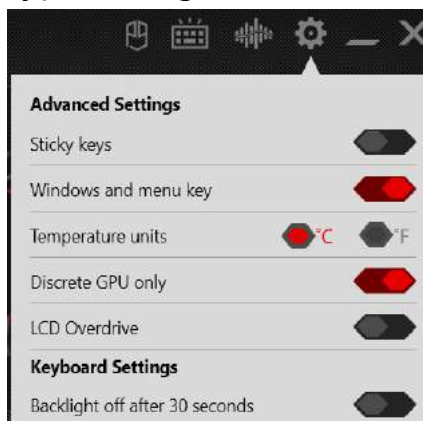 Advanced Settings
Sticky keys
Windows and menu key
Temperature units °C °F
Discrete GPU only
LCD Overdrive
Keyboard Settings
Backlight off after 30 seconds